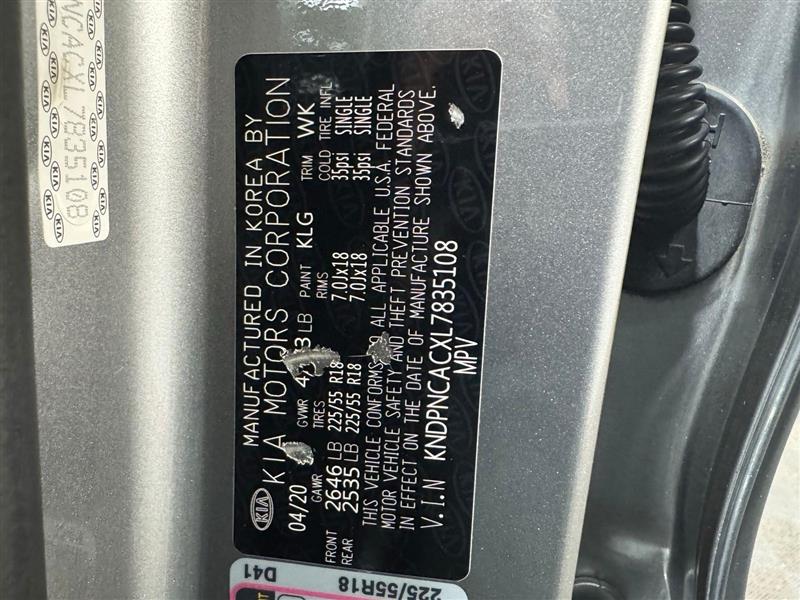 NCACXL7835108
KIA
MANUFACTURED IN KOREA BY
KIA MOTORS CORPORATION
04/20 GVWR LB PAINT KLG TRIM WK
GAWR TIRES RIMS COLD TIRE INFL
FRONT 2646 LB 225/55 R18 7.0Jx18 35psi SINGLE
REAR 2535 LB 225/55 R18 7.0Jx18 35psi SINGLE
THIS VEHICLE CONFORMS TO ALL APPLICABLE U.S.A. FEDERAL
MOTOR VEHICLE SAFETY AND THEFT PREVENTION STANDARDS
IN EFFECT ON THE DATE OF MANUFACTURE SHOWN ABOVE.
V.I.N KNDPNCACXL7835108
MPV
D41
225/55R18